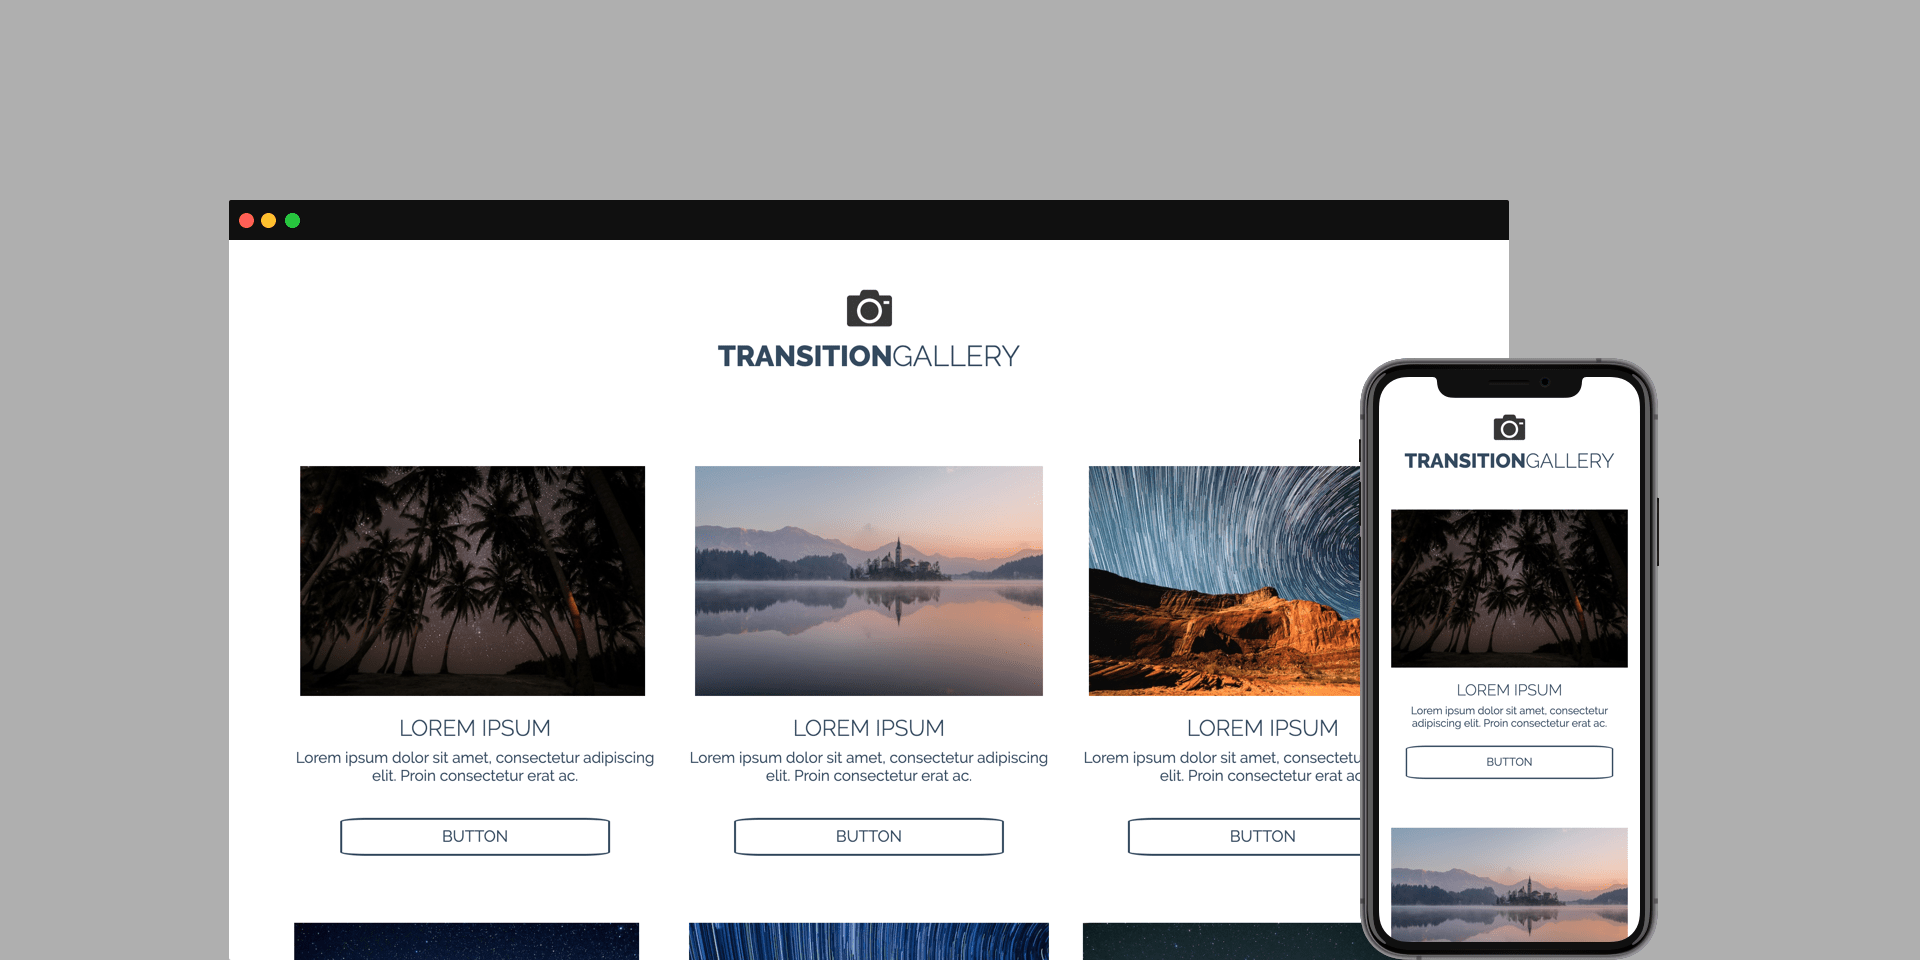 TRANSITIONGALLERY
LOREM IPSUM
Lorem ipsum dolor sit amet, consectetur adipiscing
elit. Proin consectetur erat ac.
BUTTON
LOREM IPSUM
Lorem ipsum dolor sit amet, consectetur adipiscing
elit. Proin consectetur erat ac.
BUTTON
LOREM IPSUM
Lorem ipsum dolor sit amet, consectetu
elit. Proin consectetur erat ac
BUTTON
TRANSITIONGALLERY
LOREM IPSUM
Lorem ipsum dolor sit amet, consectetur
adipiscing elit. Proin consectetur erat ac.
BUTTON